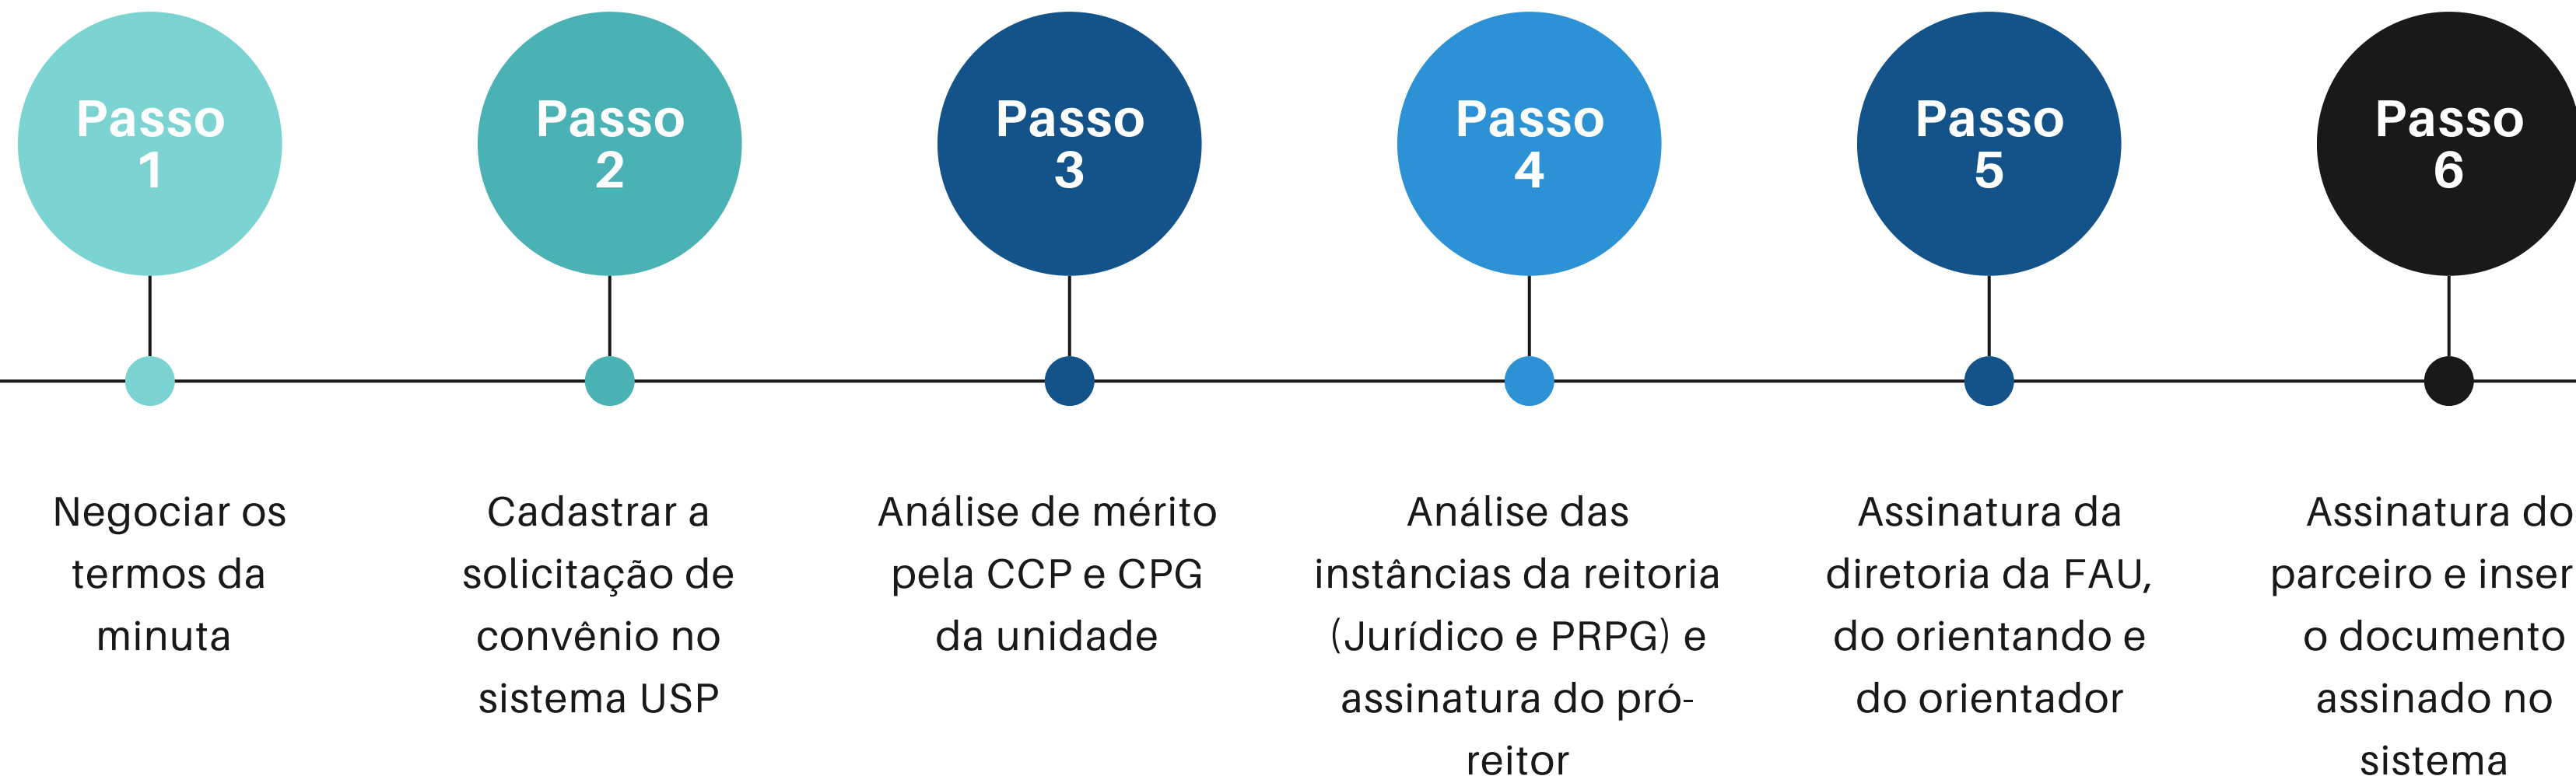 Passo
1
Passo
2
Passo
3
Passo
4
Passo
5
Passo
6
Negociar os
termos da
minuta
Cadastrar a
solicitação de
convênio no
sistema USP
Análise de mérito
pela CCP e CPG
da unidade
Análise das
instâncias da reitoria
(Jurídico e PRPG) e
assinatura do pró-
reitor
Assinatura da
diretoria da FAU,
do orientando e
do orientador
Assinatura do
parceiro e inser
o documento
assinado no
sistema